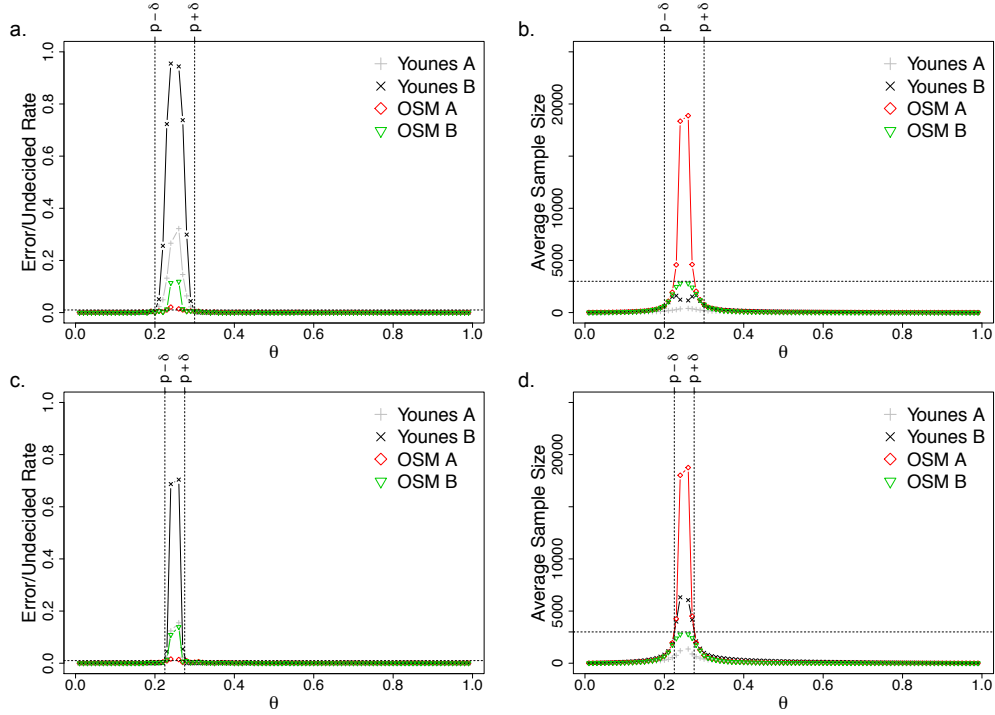 a.
p − δ
p + δ
Error/Undecided Rate
0.0 0.2 0.4 0.6 0.8 1.0
Younes A
Younes B
OSM A
OSM B
0.0 0.2 0.4 0.6 0.8 1.0
θ
b.
p − δ
p + δ
Average Sample Size
0 5000 10000 20000
Younes A
Younes B
OSM A
OSM B
0.0 0.2 0.4 0.6 0.8 1.0
θ
c.
p − δ
p + δ
Error/Undecided Rate
0.0 0.2 0.4 0.6 0.8 1.0
Younes A
Younes B
OSM A
OSM B
0.0 0.2 0.4 0.6 0.8 1.0
θ
d.
p − δ
p + δ
Average Sample Size
0 5000 10000 20000
Younes A
Younes B
OSM A
OSM B
0.0 0.2 0.4 0.6 0.8 1.0
θ